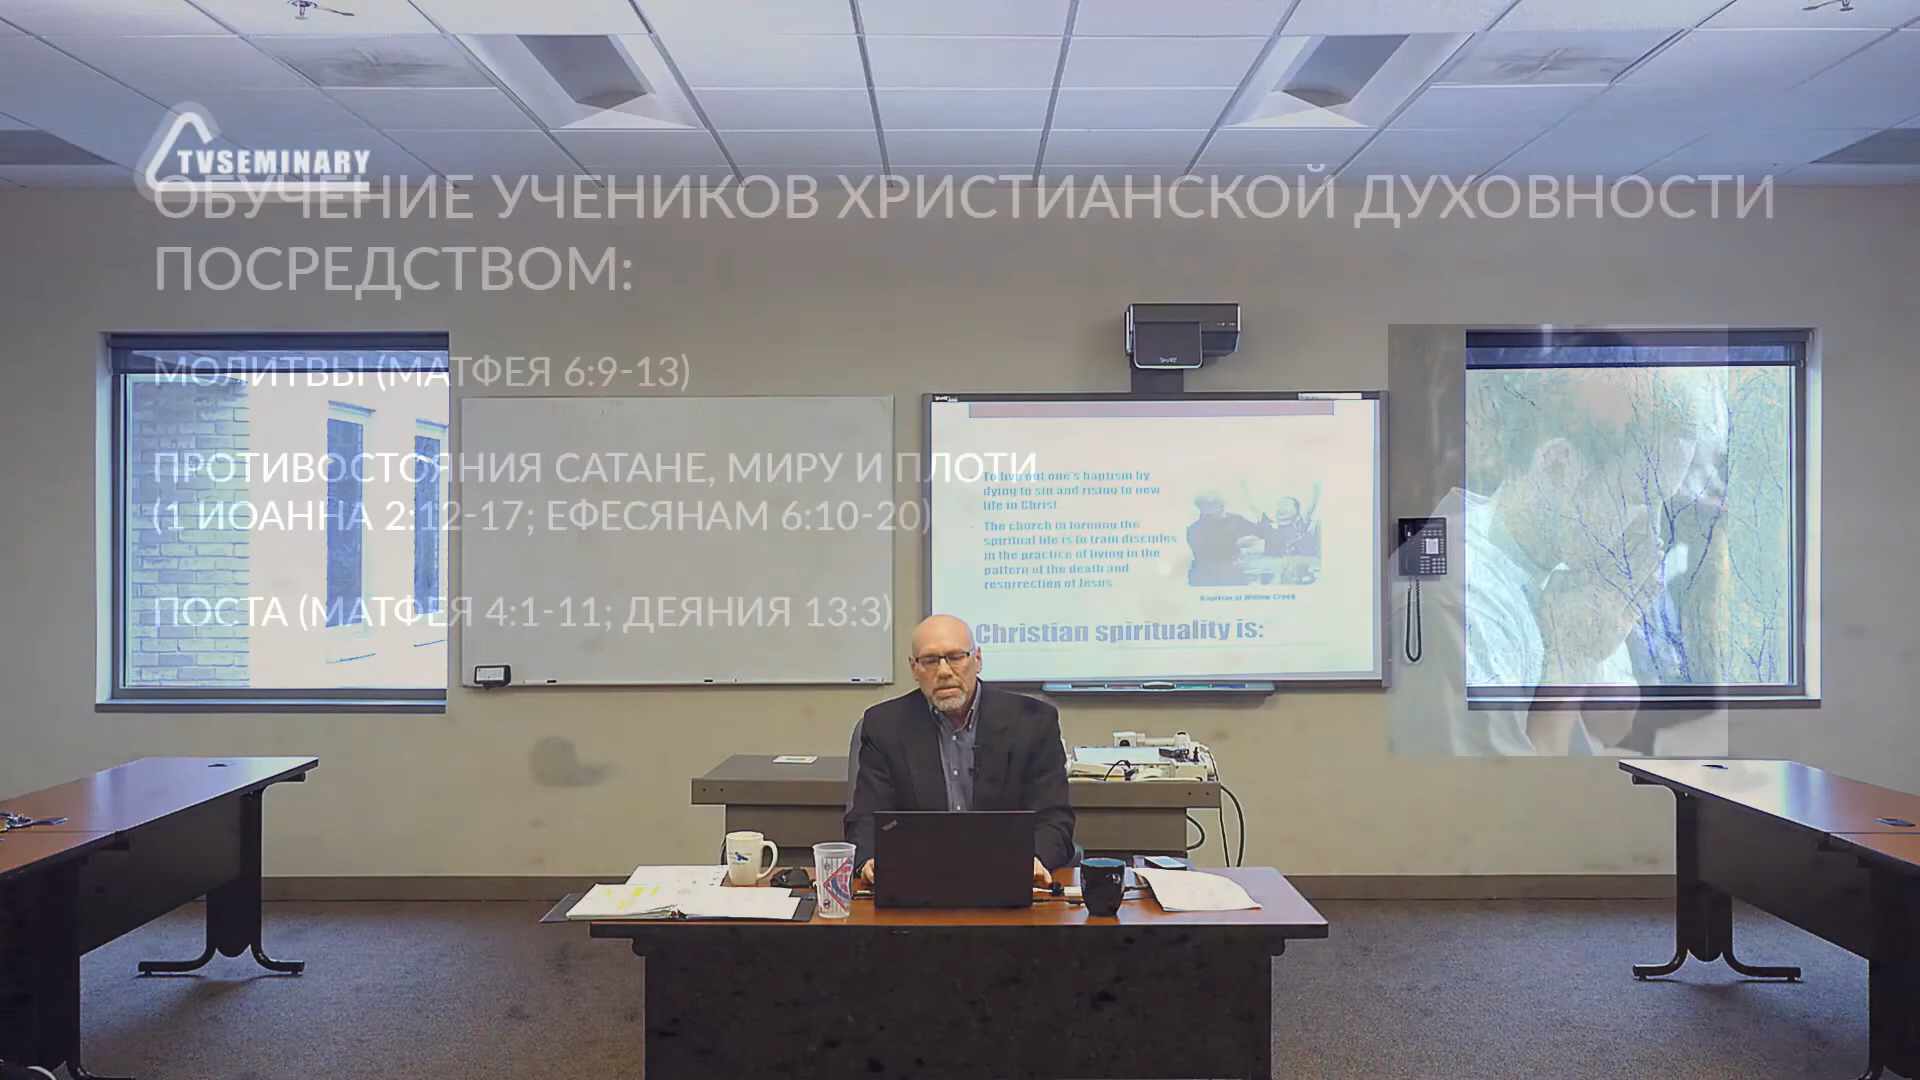 TVSEMINARY
ОБУЧЕНИЕ УЧЕНИКОВ ХРИСТИАНСКОЙ ДУХОВНОСТИ
ПОСРЕДСТВОМ:
МОЛИТВЫ (МАТФЕЯ 6:9-13)
ПРОТИВОСТОЯНИЯ САТАНЕ, МИРУ И ПЛОТИ
(1 ИОАННА 2:12-17; ЕФЕСЯНАМ 6:10-20)
ПОСТА (МАТФЕЯ 4:1-11; ДЕЯНИЯ 13:3)
To live out one's baptism by
dying to sin and rising to new
life in Christ
The church in forming the
spiritual life is to train disciples
in the practice of living in the
pattern of the death and
resurrection of Jesus
Baptism at Willow Creek
Christian spirituality is: